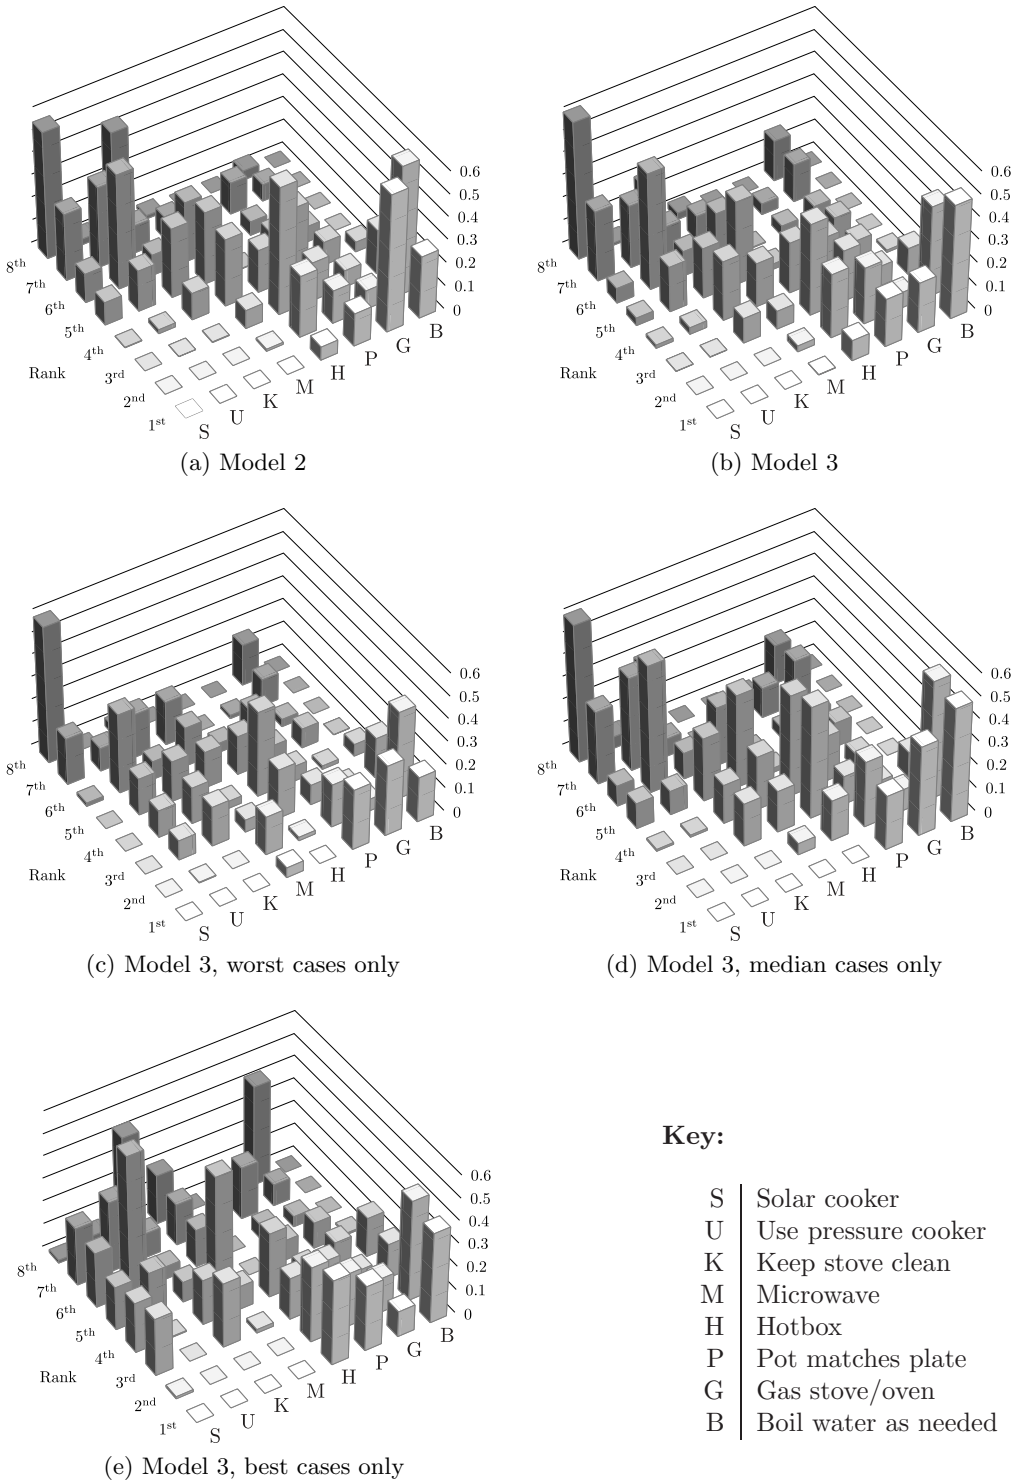 0.6
0.5
0.4
0.3
0.2
0.1
0
8th
7th
6th
5th
4th
3rd
2nd
1st
Rank
S
U
K
M
H
P
G
B
(a) Model 2
0.6
0.5
0.4
0.3
0.2
0.1
0
8th
7th
6th
5th
4th
3rd
2nd
1st
Rank
S
U
K
M
H
P
G
B
(b) Model 3
0.6
0.5
0.4
0.3
0.2
0.1
0
8th
7th
6th
5th
4th
3rd
2nd
1st
Rank
S
U
K
M
H
P
G
B
(c) Model 3, worst cases only
0.6
0.5
0.4
0.3
0.2
0.1
0
8th
7th
6th
5th
4th
3rd
2nd
1st
Rank
S
U
K
M
H
P
G
B
(d) Model 3, median cases only
0.6
0.5
0.4
0.3
0.2
0.1
0
8th
7th
6th
5th
4th
3rd
2nd
1st
Rank
S
U
K
M
H
P
G
B
(e) Model 3, best cases only
Key:
S Solar cooker
U Use pressure cooker
K Keep stove clean
M Microwave
H Hotbox
P Pot matches plate
G Gas stove/oven
B Boil water as needed